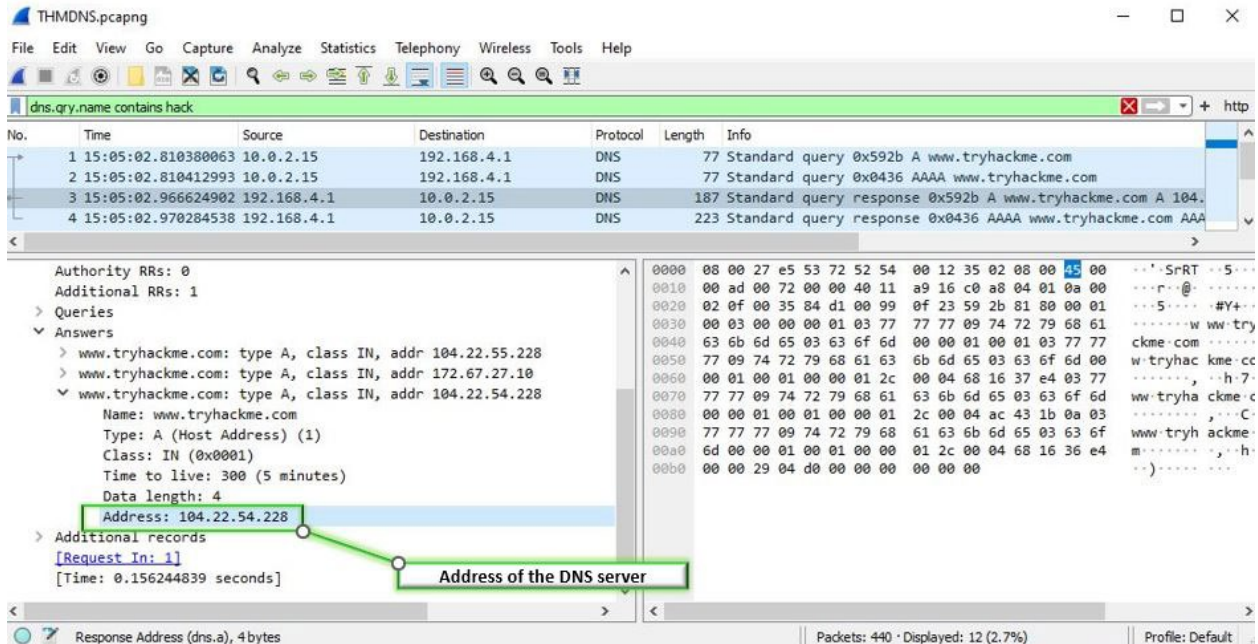 THMDNS.pcapng
File Edit View Go Capture Analyze Statistics Telephony Wireless Tools Help
dns.qry.name contains hack
+ http
No. Time Source Destination Protocol Length Info
1 15:05:02.810380063 10.0.2.15 192.168.4.1 DNS 77 Standard query 0x592b A www.tryhackme.com
2 15:05:02.810412993 10.0.2.15 192.168.4.1 DNS 77 Standard query 0x0436 AAAA www.tryhackme.com
3 15:05:02.966624902 192.168.4.1 10.0.2.15 DNS 187 Standard query response 0x592b A www.tryhackme.com A 104.
4 15:05:02.970284538 192.168.4.1 10.0.2.15 DNS 223 Standard query response 0x0436 AAAA www.tryhackme.com AAA
Authority RRs: 0
Additional RRs: 1
Queries
Answers
www.tryhackme.com: type A, class IN, addr 104.22.55.228
www.tryhackme.com: type A, class IN, addr 172.67.27.10
www.tryhackme.com: type A, class IN, addr 104.22.54.228
Name: www.tryhackme.com
Type: A (Host Address) (1)
Class: IN (0x0001)
Time to live: 300 (5 minutes)
Data length: 4
Address: 104.22.54.228
Additional records
[Request In: 1]
[Time: 0.156244839 seconds]
Address of the DNS server
0000 08 00 27 e5 53 72 52 54 00 12 35 02 08 00 45 00 ··'·SrRT ··5···
0010 00 ad 00 72 00 00 40 11 a9 16 c0 a8 04 01 0a 00 ···r··@· ······
0020 02 0f 00 35 84 d1 00 99 0f 23 59 2b 81 80 00 01 ···5···· ·#Y+··
0030 00 03 00 00 00 01 03 77 77 77 09 74 72 79 68 61 ·······w ww·try
0040 63 6b 6d 65 03 63 6f 6d 00 00 01 00 01 03 77 77 ckme·com ······
0050 77 09 74 72 79 68 61 63 6b 6d 65 03 63 6f 6d 00 w·tryhac kme·co
0060 00 01 00 01 00 00 01 2c 00 04 68 16 37 e4 03 77 ·······, ··h·7·
0070 77 77 09 74 72 79 68 61 63 6b 6d 65 03 63 6f 6d ww·tryha ckme·c
0080 00 00 01 00 01 00 00 01 2c 00 04 ac 43 1b 0a 03 ········ ,···C·
0090 77 77 77 09 74 72 79 68 61 63 6b 6d 65 03 63 6f www·tryh ackme·
00a0 6d 00 00 01 00 01 00 00 01 2c 00 04 68 16 36 e4 m······· ·,··h·
00b0 00 00 29 04 d0 00 00 00 00 00 00 ··)····· ···
Response Address (dns.a), 4 bytes
Packets: 440 · Displayed: 12 (2.7%)
Profile: Default